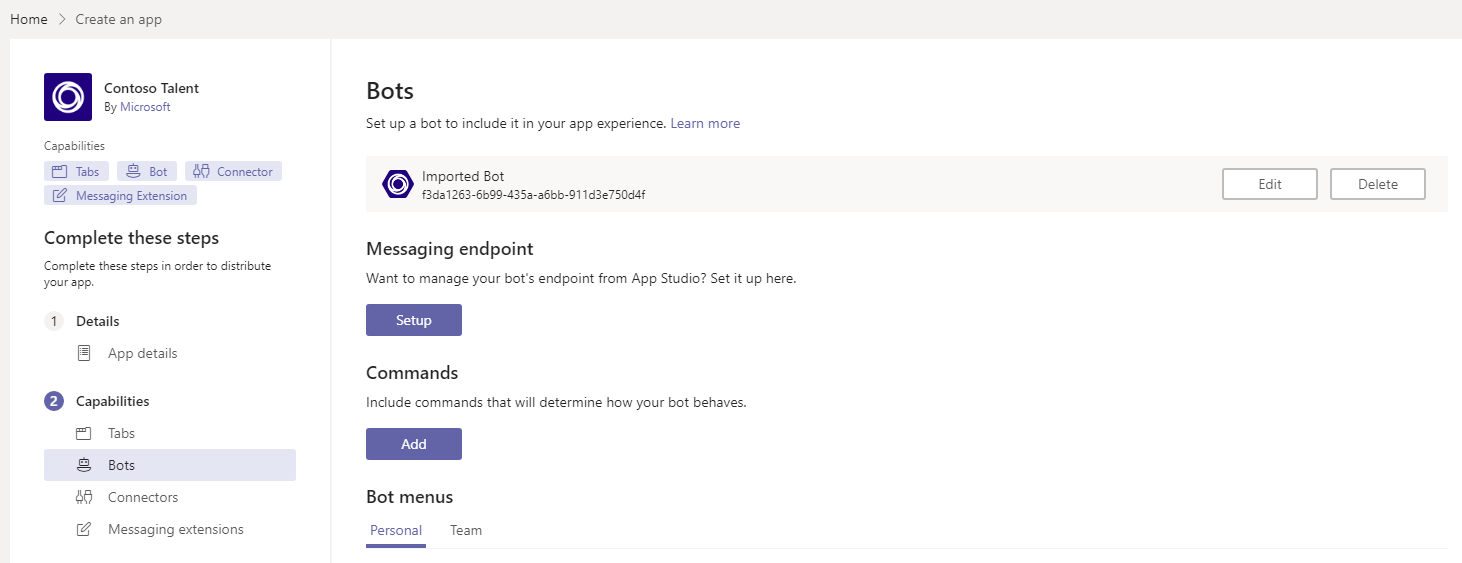 Home > Create an app
Contoso Talent
By Microsoft
Capabilities
Tabs Bot Connector
Messaging Extension
Complete these steps
Complete these steps in order to distribute
your app.
1 Details
App details
2 Capabilities
Tabs
Bots
Connectors
Messaging extensions
Bots
Set up a bot to include it in your app experience. Learn more
Imported Bot
f3da1263-6b99-435a-a6bb-911d3e750d4f
Edit Delete
Messaging endpoint
Want to manage your bot's endpoint from App Studio? Set it up here.
Setup
Commands
Include commands that will determine how your bot behaves.
Add
Bot menus
Personal Team